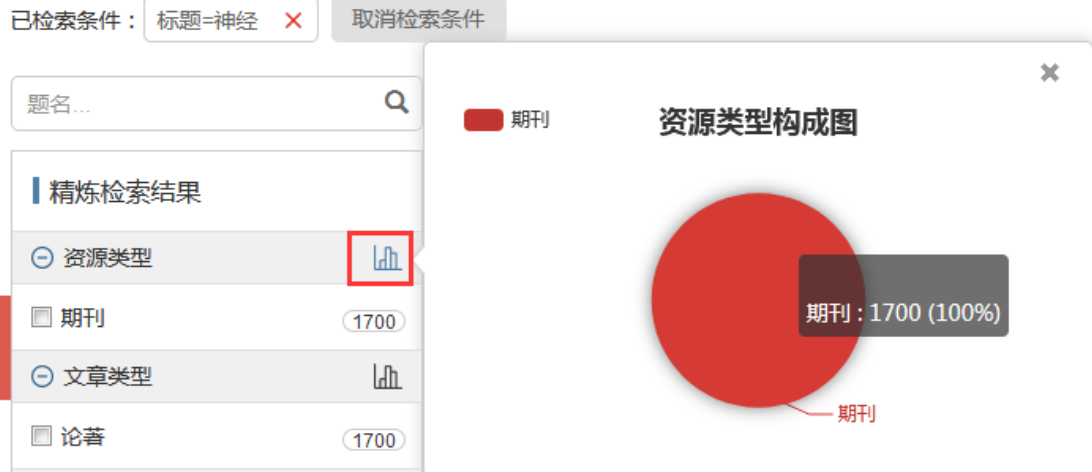 已检索条件：标题=神经 × 取消检索条件
题名...
精炼检索结果
资源类型
期刊 1700
文章类型
论著 1700
期刊
资源类型构成图
期刊 : 1700 (100%)
期刊